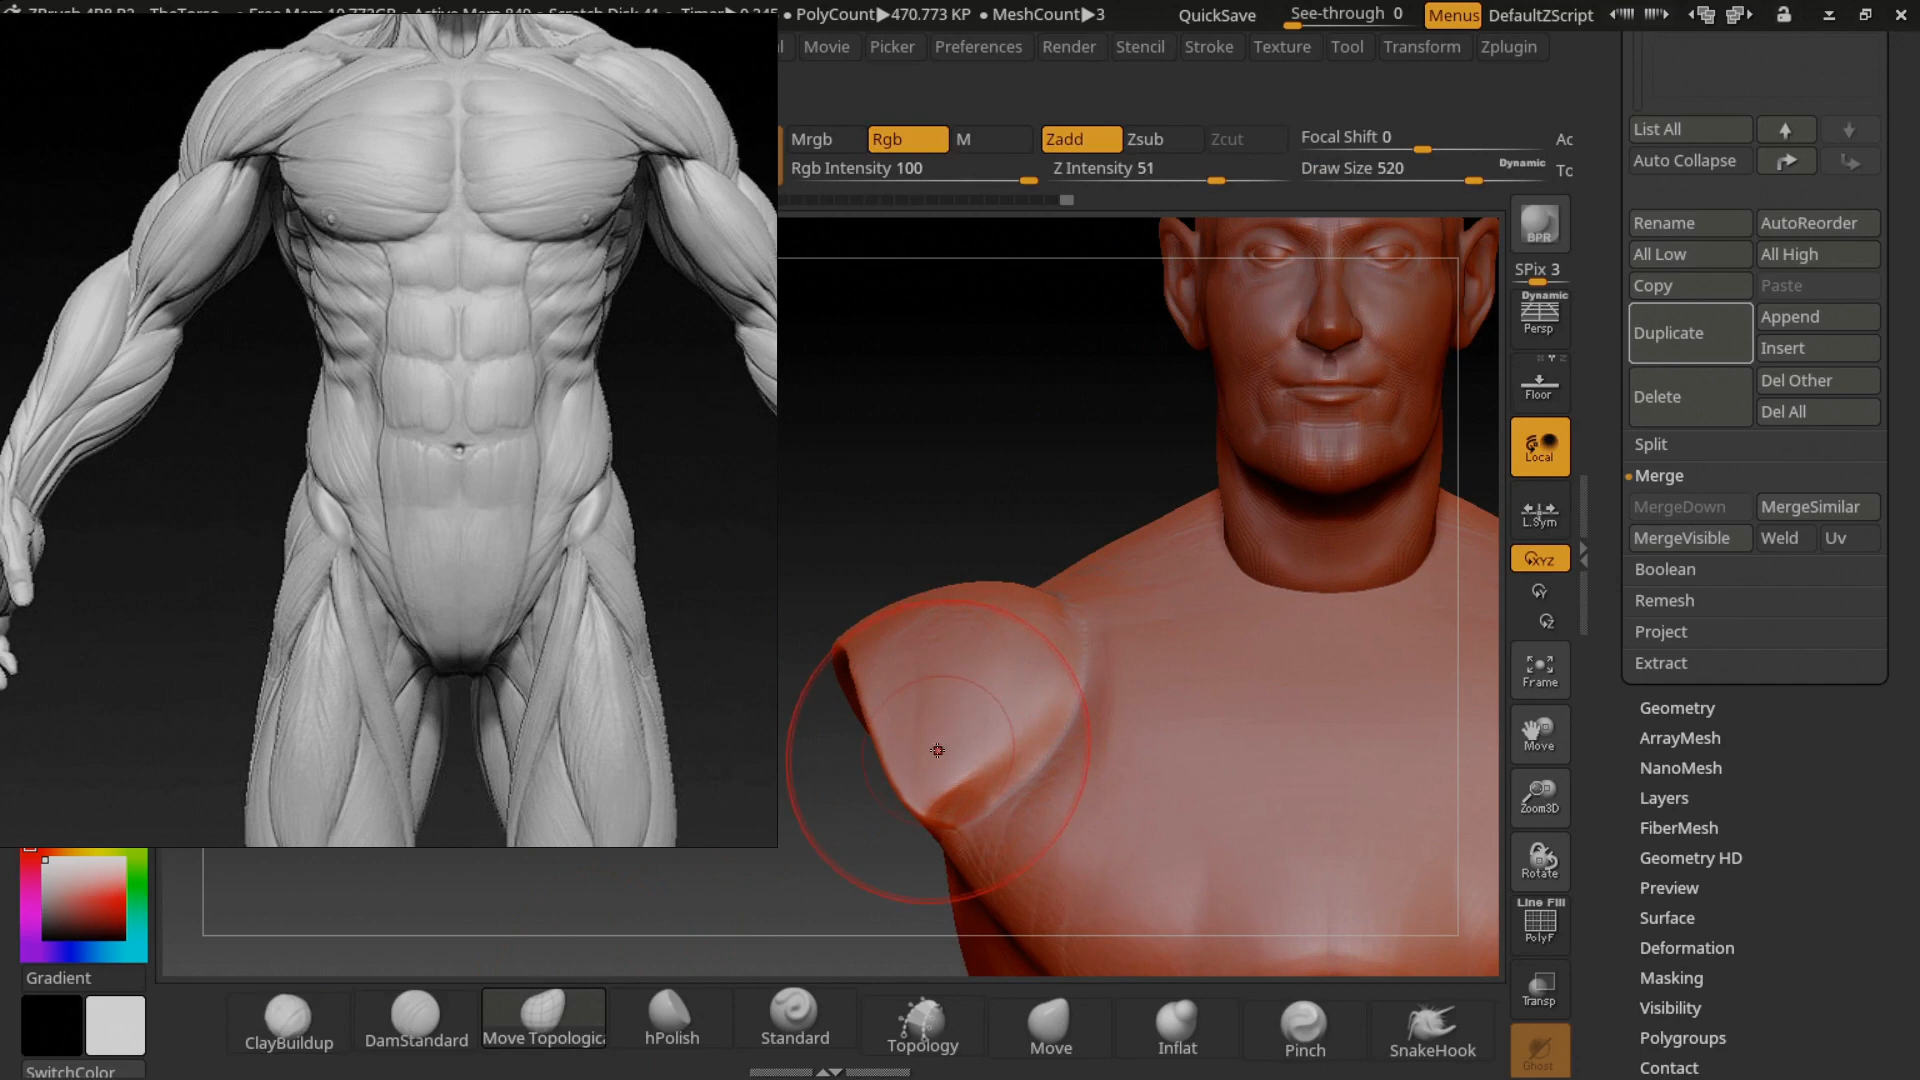 PolyCount▶470.773 KP • MeshCount▶3
QuickSave
See-through 0
Menus
DefaultZScript
Movie
Picker
Preferences
Render
Stencil
Stroke
Texture
Tool
Transform
Zplugin
Mrgb
Rgb
M
Zadd
Zsub
Zcut
Focal Shift 0
Rgb Intensity 100
Z Intensity 51
Draw Size 520
Dynamic
BPR
SPix 3
Dynamic
Persp
Floor
Local
L.Sym
XYZ
Y
Z
Frame
Move
Zoom3D
Rotate
Line Fill
PolyF
Transp
Ghost
List All
Auto Collapse
Rename
AutoReorder
All Low
All High
Copy
Paste
Duplicate
Append
Insert
Delete
Del Other
Del All
Split
Merge
MergeDown
MergeSimilar
MergeVisible
Weld
Uv
Boolean
Remesh
Project
Extract
Geometry
ArrayMesh
NanoMesh
Layers
FiberMesh
Geometry HD
Preview
Surface
Deformation
Masking
Visibility
Polygroups
Contact
Gradient
SwitchColor
ClayBuildup
DamStandard
Move Topologica
hPolish
Standard
Topology
Move
Inflat
Pinch
SnakeHook